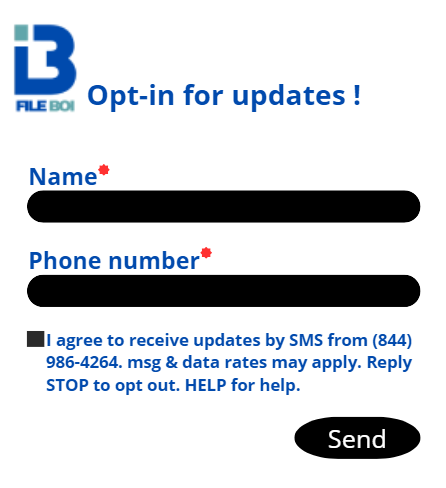 FILE BOI
Opt-in for updates !
Name*
Phone number*
I agree to receive updates by SMS from (844)
986-4264. msg & data rates may apply. Reply
STOP to opt out. HELP for help.
Send